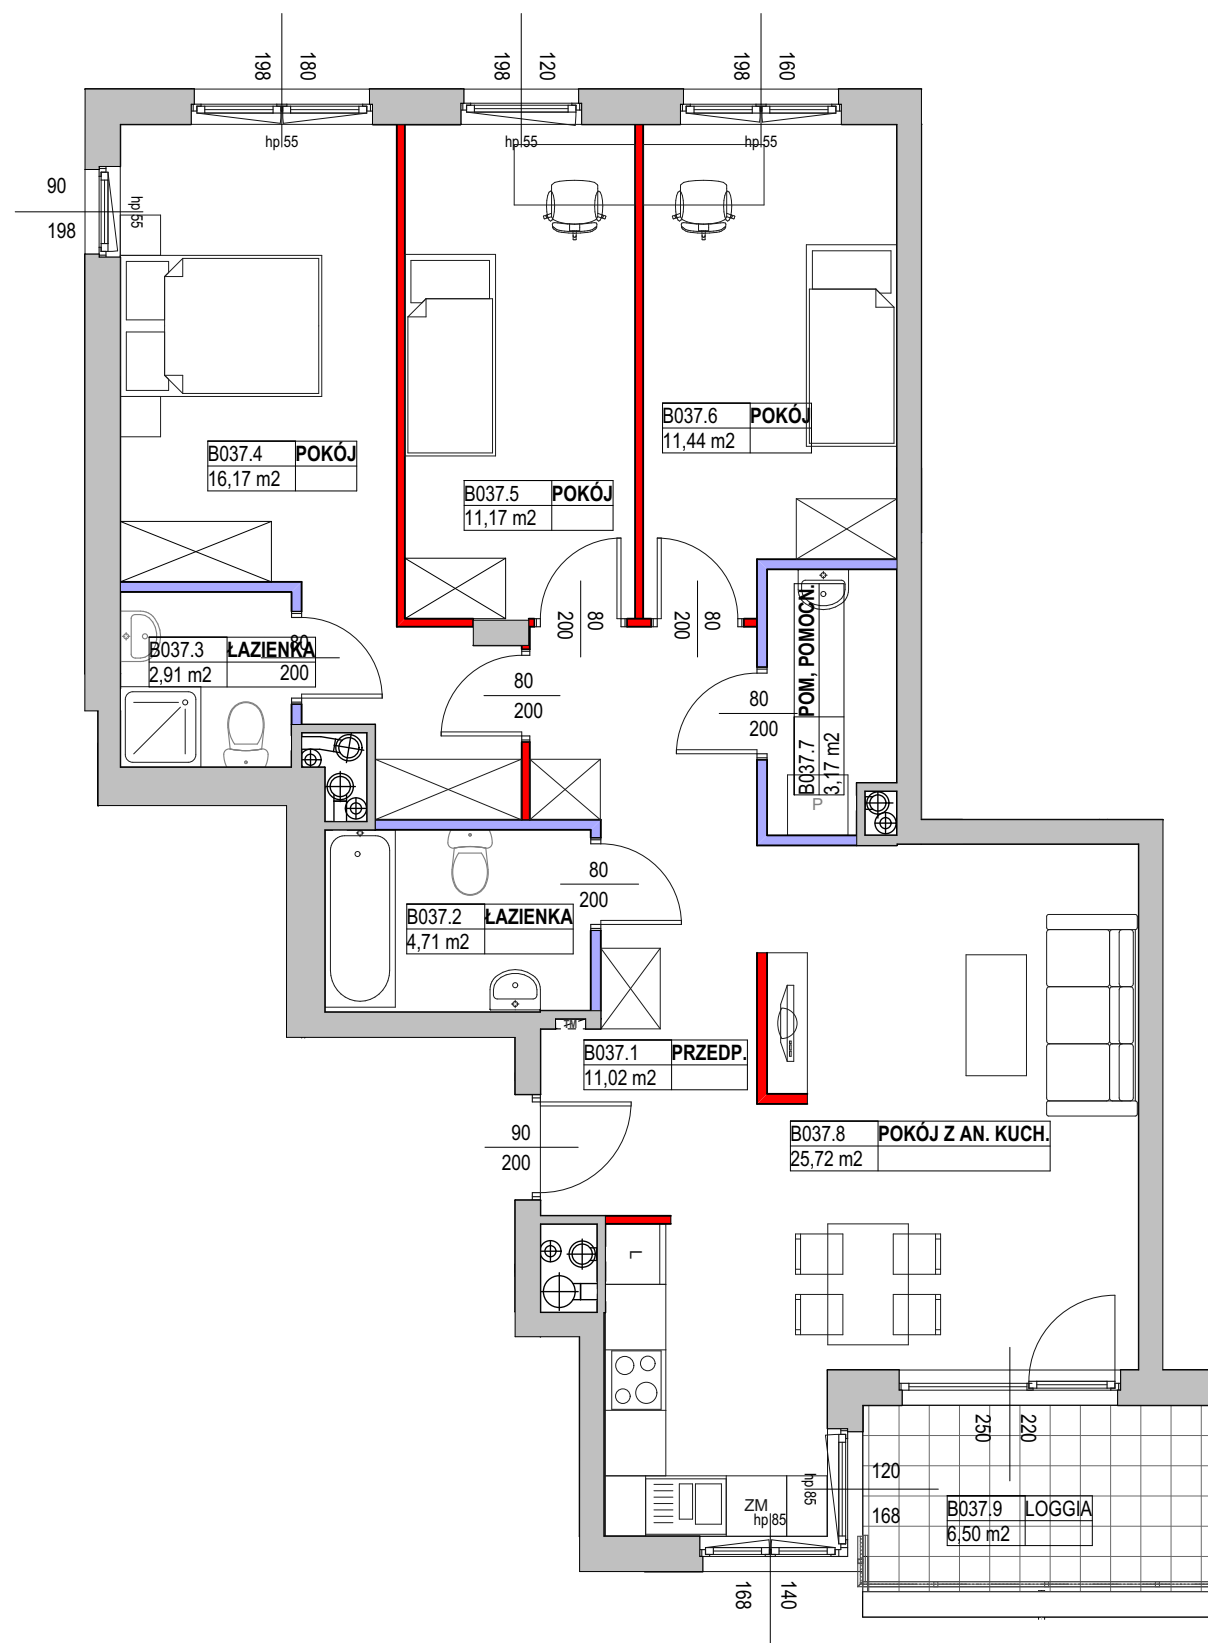 198 180
198 120
198 160
hp 55
hp 55
hp 55
90
198
hp 55
B037.6 POKÓJ
11,44 m2
B037.4 POKÓJ
16,17 m2
B037.5 POKÓJ
11,17 m2
80
200
80
200
B037.3 ŁAZIENKA
2,91 m2
80
200
80
200
80
200
B037.7 POM, POMOCN.
3,17 m2
P
80
200
B037.2 ŁAZIENKA
4,71 m2
TM
B037.1 PRZEDP.
11,02 m2
90
200
B037.8 POKÓJ Z AN. KUCH.
25,72 m2
L
250 220
120
168
hp 85
ZM
hp 85
B037.9 LOGGIA
6,50 m2
168 140